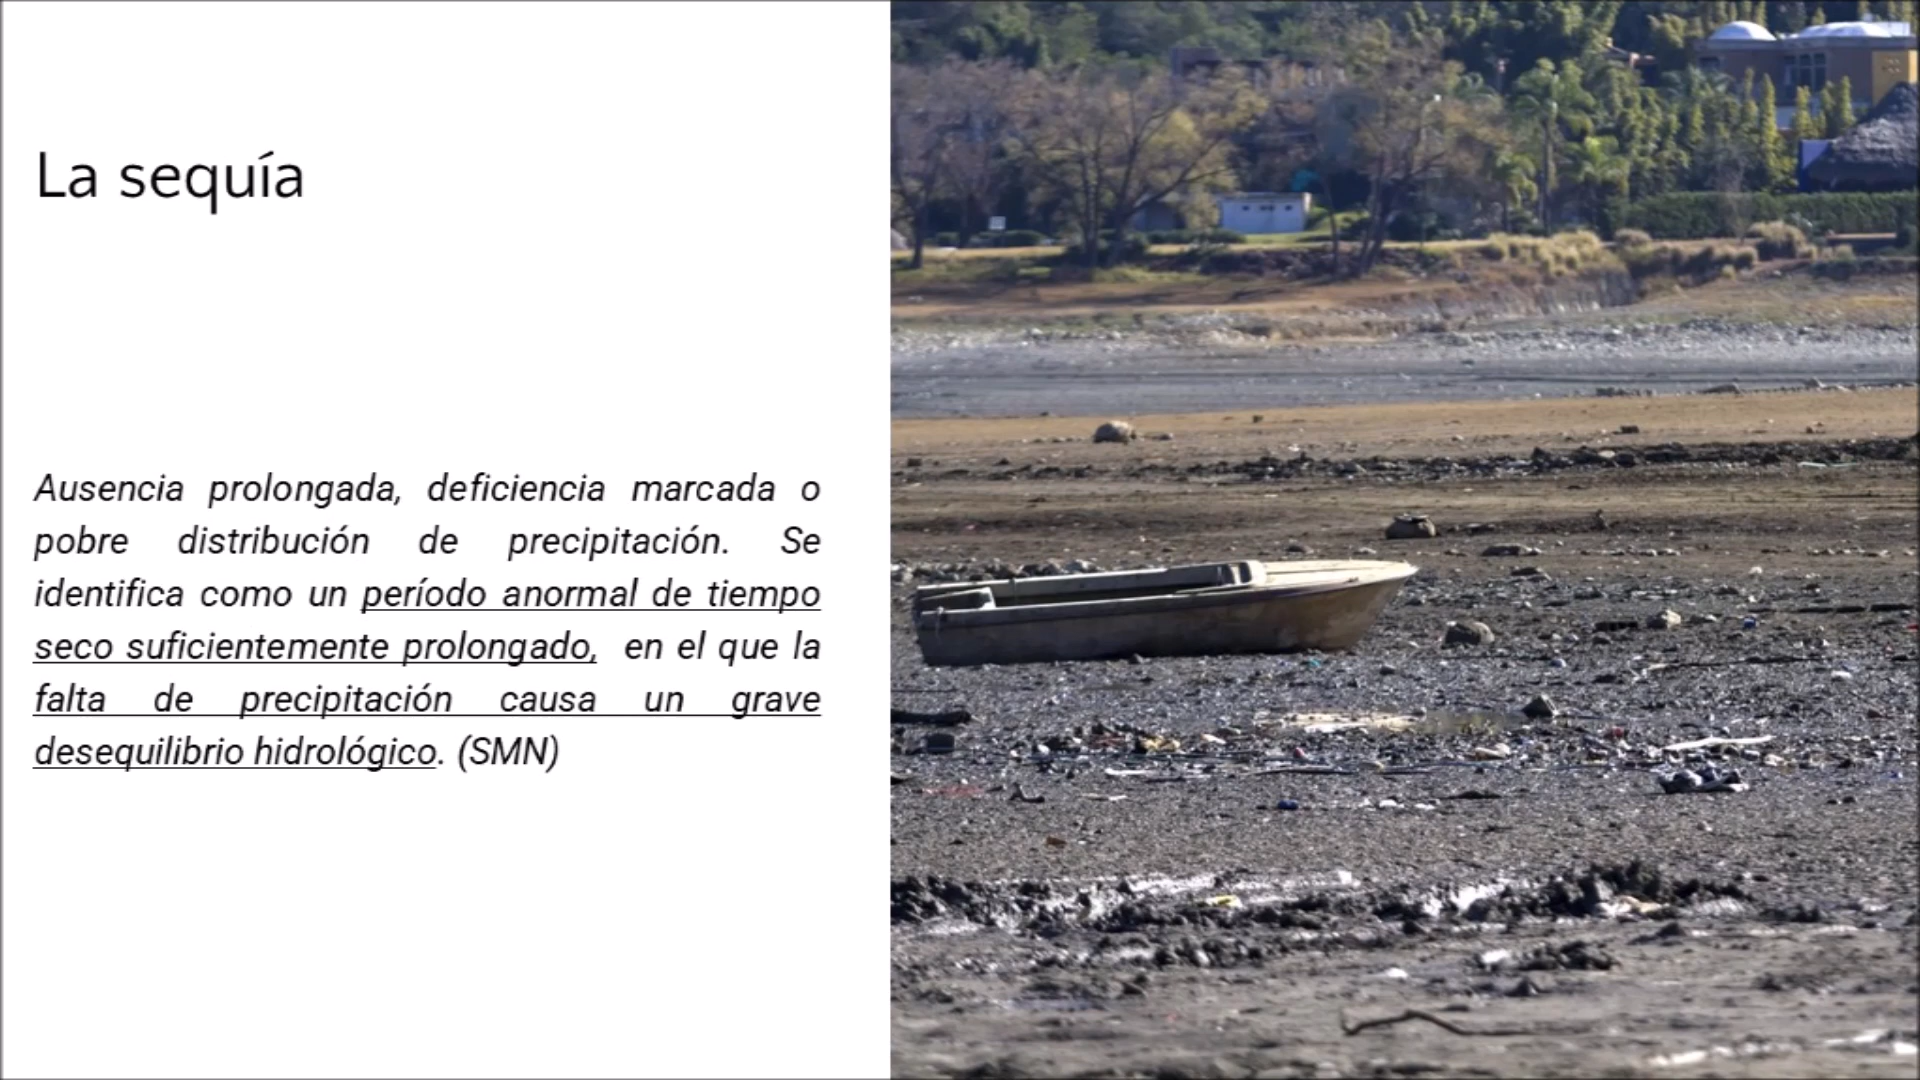 La sequía
Ausencia prolongada, deficiencia marcada o
pobre distribución de precipitación. Se
identifica como un período anormal de tiempo
seco suficientemente prolongado, en el que la
falta de precipitación causa un grave
desequilibrio hidrológico. (SMN)